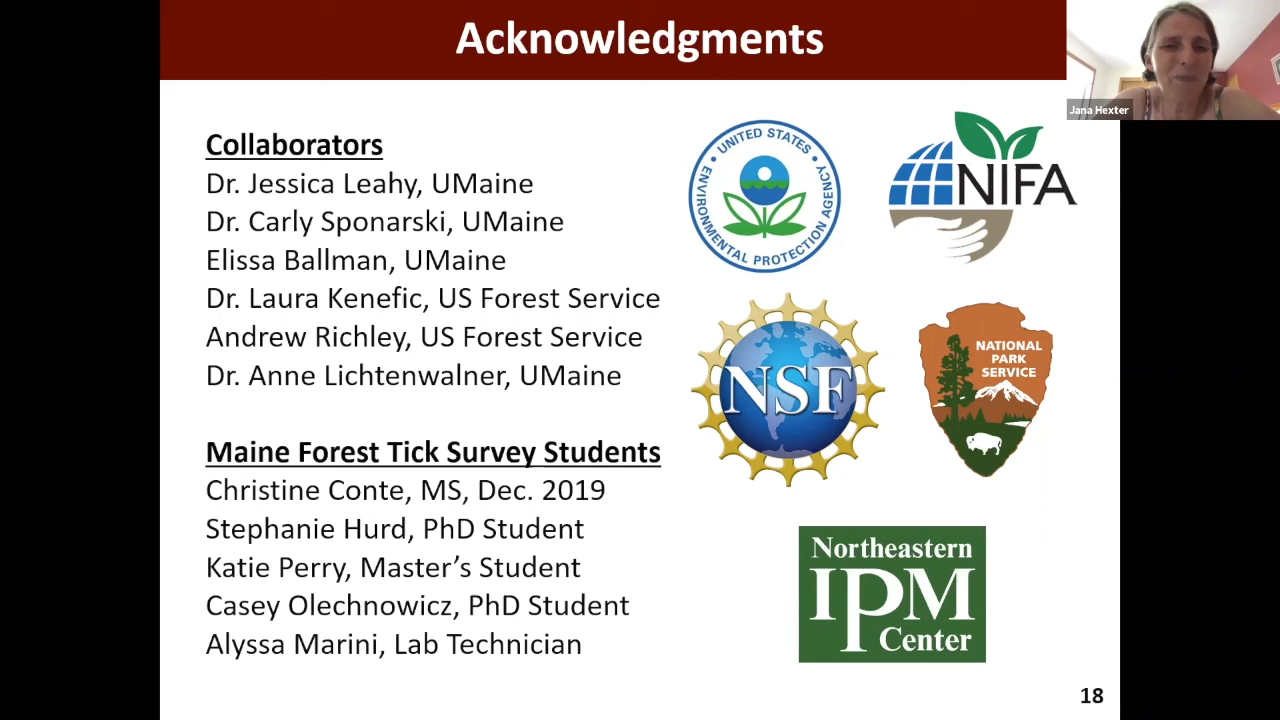 Acknowledgments
Jana Hexter
Collaborators
Dr. Jessica Leahy, UMaine
Dr. Carly Sponarski, UMaine
Elissa Ballman, UMaine
Dr. Laura Kenefic, US Forest Service
Andrew Richley, US Forest Service
Dr. Anne Lichtenwalner, UMaine
Maine Forest Tick Survey Students
Christine Conte, MS, Dec. 2019
Stephanie Hurd, PhD Student
Katie Perry, Master’s Student
Casey Olechnowicz, PhD Student
Alyssa Marini, Lab Technician
UNITED STATES
ENVIRONMENTAL PROTECTION AGENCY
NIFA
NSF
NATIONAL
PARK
SERVICE
Northeastern
IPM
Center
18